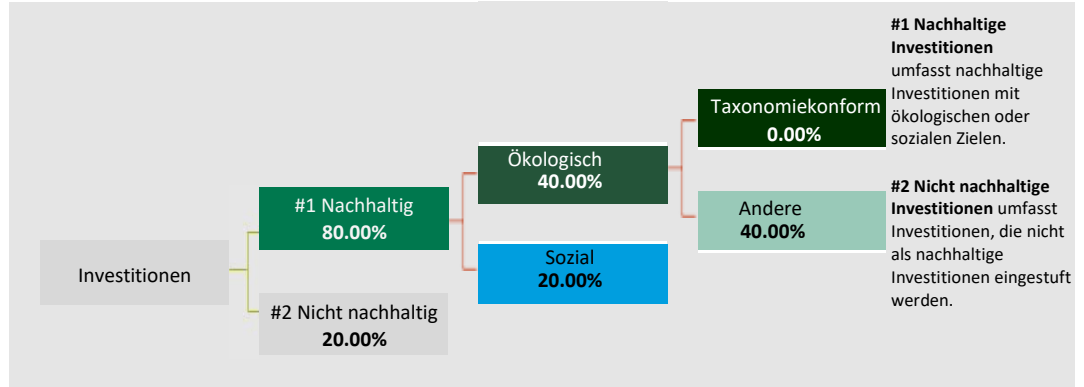 Investitionen
#1 Nachhaltig
80.00%
#2 Nicht nachhaltig
20.00%
Ökologisch
40.00%
Sozial
20.00%
Taxonomiekonform
0.00%
Andere
40.00%
#1 Nachhaltige
Investitionen
umfasst nachhaltige
Investitionen mit
ökologischen oder
sozialen Zielen.
#2 Nicht nachhaltige
Investitionen umfasst
Investitionen, die nicht
als nachhaltige
Investitionen eingestuft
werden.